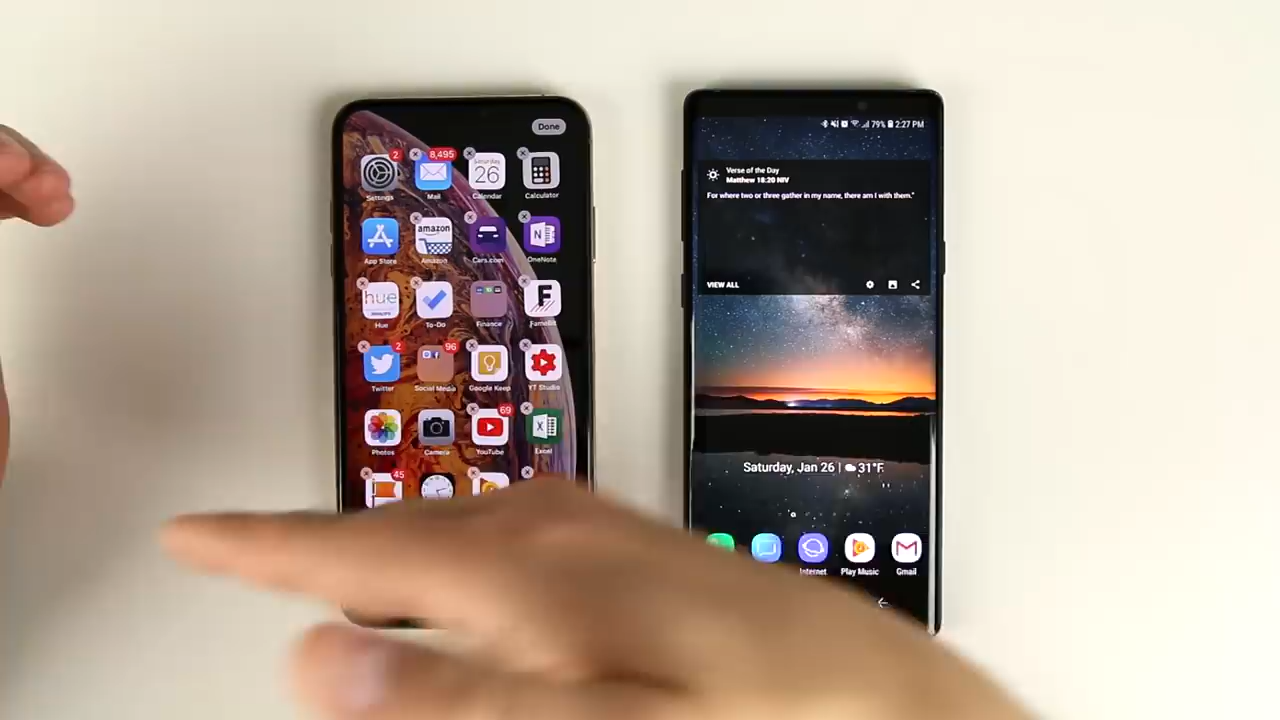 Done
2
8,495
Saturday
26
Settings
Mail
Calendar
Calculator
amazon
N
App Store
Amazon
Cars.com
OneNote
hue
F
Hue
To-Do
Finance
FameBit
2
96
Twitter
Social Media
Google Keep
YT Studio
69
Photos
Camera
YouTube
Excel
45
79% 2:27 PM
Verse of the Day
Matthew 18:20 NIV
For where two or three gather in my name, there am I with them."
VIEW ALL
Saturday, Jan 26 | 31°F
Internet
Play Music
Gmail